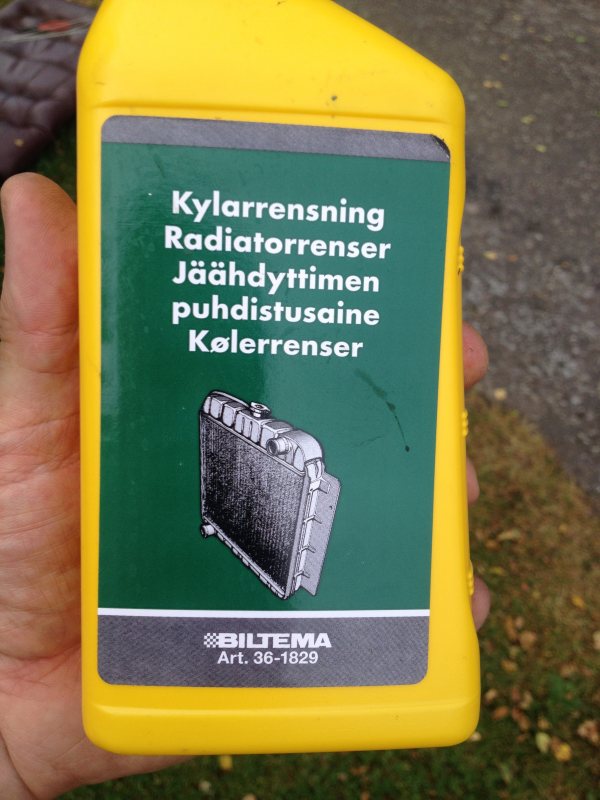 Kylarrensning
Radiatorrenser
Jäähdyttimen
puhdistusaine
Kølerrenser
BILTEMA
Art. 36-1829